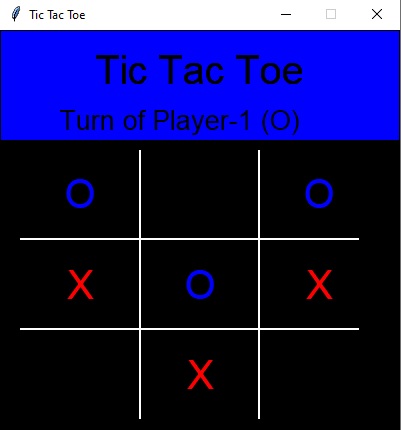 Tic Tac Toe
Tic Tac Toe
Turn of Player-1 (O)
O O
X O X
X